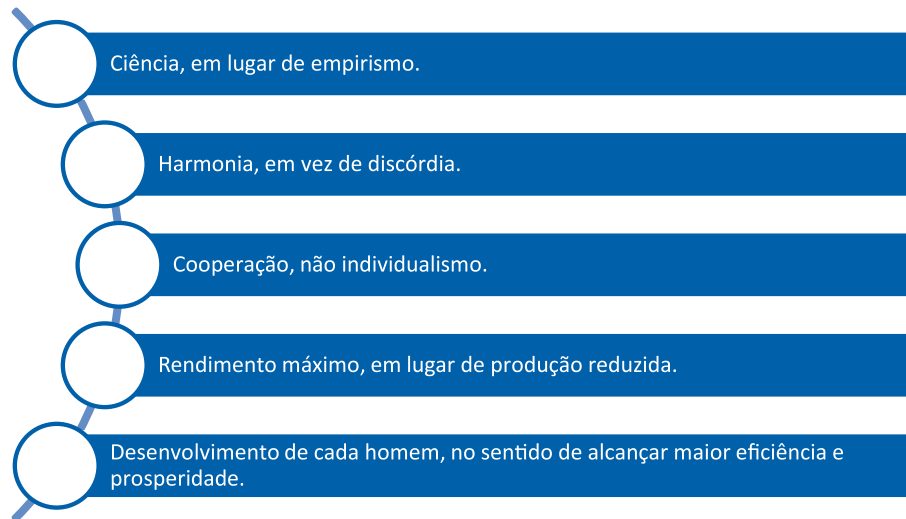 Ciência, em lugar de empirismo.
Harmonia, em vez de discórdia.
Cooperação, não individualismo.
Rendimento máximo, em lugar de produção reduzida.
Desenvolvimento de cada homem, no sentido de alcançar maior eficiência e
prosperidade.